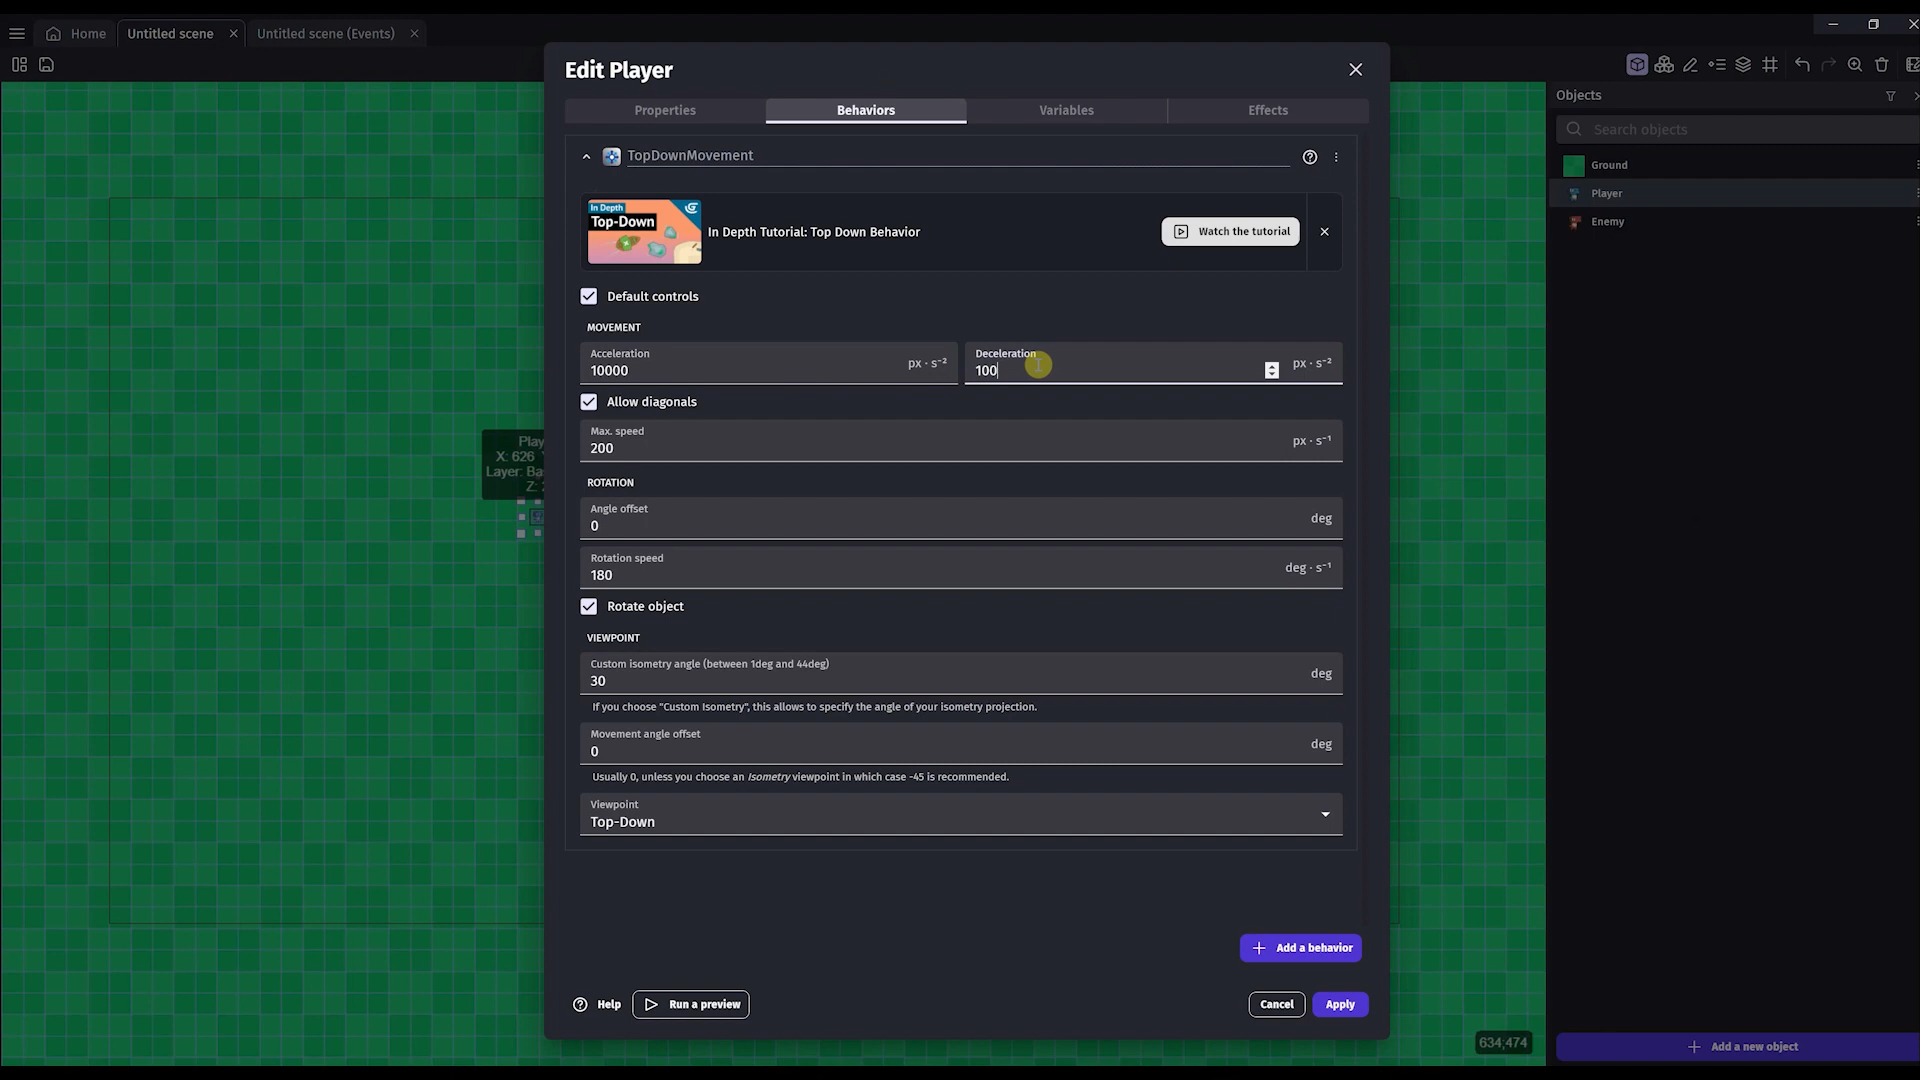 Home
Untitled scene
Untitled scene (Events)
Edit Player
Properties
Behaviors
Variables
Effects
TopDownMovement
In Depth
Top-Down
In Depth Tutorial: Top Down Behavior
Watch the tutorial
Default controls
MOVEMENT
Acceleration
10000
px · s⁻²
Deceleration
100
px · s⁻²
Allow diagonals
Max. speed
200
px · s⁻¹
ROTATION
Angle offset
0
deg
Rotation speed
180
deg · s⁻¹
Rotate object
VIEWPOINT
Custom isometry angle (between 1deg and 44deg)
30
deg
If you choose "Custom Isometry", this allows to specify the angle of your isometry projection.
Movement angle offset
0
deg
Usually 0, unless you choose an Isometry viewpoint in which case -45 is recommended.
Viewpoint
Top-Down
Add a behavior
Help
Run a preview
Cancel
Apply
Play
X: 626
Layer: Ba
Z:
634;474
Objects
Search objects
Ground
Player
Enemy
Add a new object